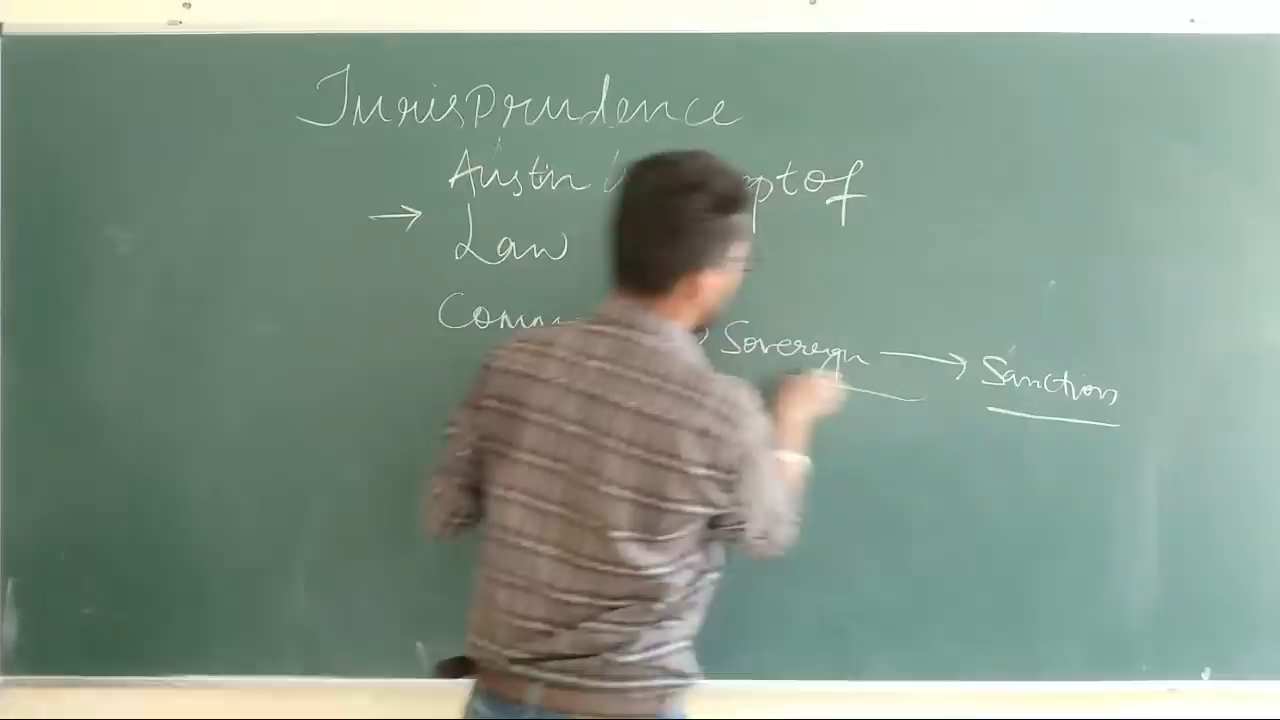 Jurisprudence
Austin
Law
Sovereign → Sanction